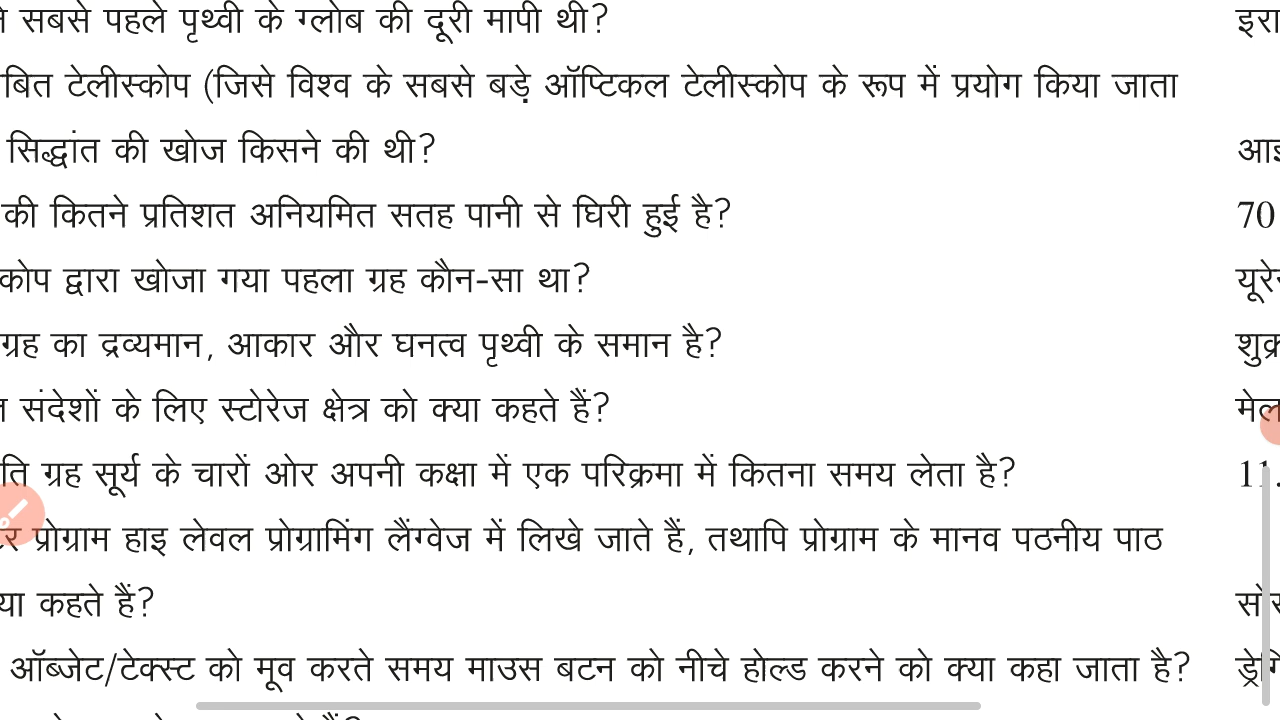 सबसे पहले पृथ्वी के ग्लोब की दूरी मापी थी?
बित टेलीस्कोप (जिसे विश्व के सबसे बड़े ऑप्टिकल टेलीस्कोप के रूप में प्रयोग किया जाता
सिद्धांत की खोज किसने की थी?
की कितने प्रतिशत अनियमित सतह पानी से घिरी हुई है? 70
कोप द्वारा खोजा गया पहला ग्रह कौन-सा था?
ग्रह का द्रव्यमान, आकार और घनत्व पृथ्वी के समान है? शुक्र
संदेशों के लिए स्टोरेज क्षेत्र को क्या कहते हैं?
ति ग्रह सूर्य के चारों ओर अपनी कक्षा में एक परिक्रमा में कितना समय लेता है? 11.
प्रोग्राम हाइ लेवल प्रोग्रामिंग लैंग्वेज में लिखे जाते हैं, तथापि प्रोग्राम के मानव पठनीय पाठ
या कहते हैं?
ऑब्जेट/टेक्स्ट को मूव करते समय माउस बटन को नीचे होल्ड करने को क्या कहा जाता है?